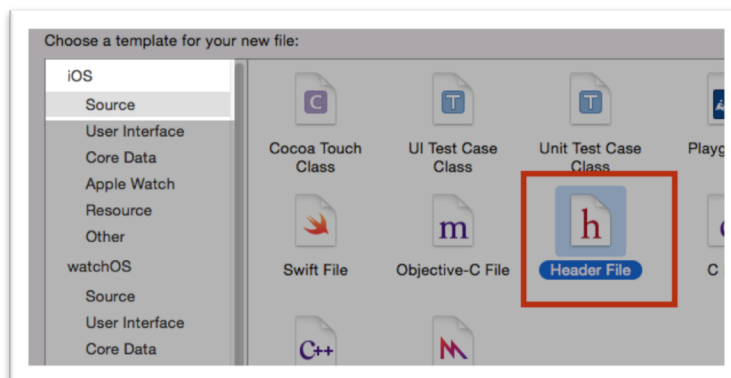 Choose a template for your new file:
iOS
Source
User Interface
Core Data
Apple Watch
Resource
Other
watchOS
Source
User Interface
Core Data
C
T
T
Cocoa Touch
Class
UI Test Case
Class
Unit Test Case
Class
Playg
m
h
Swift File
Objective-C File
Header File
C
C++